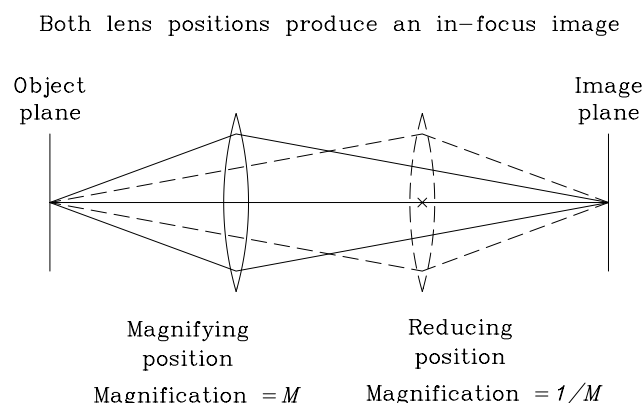 Both lens positions produce an in-focus image
Object
plane
Image
plane
Magnifying
position
Magnification = M
Reducing
position
Magnification = 1/M